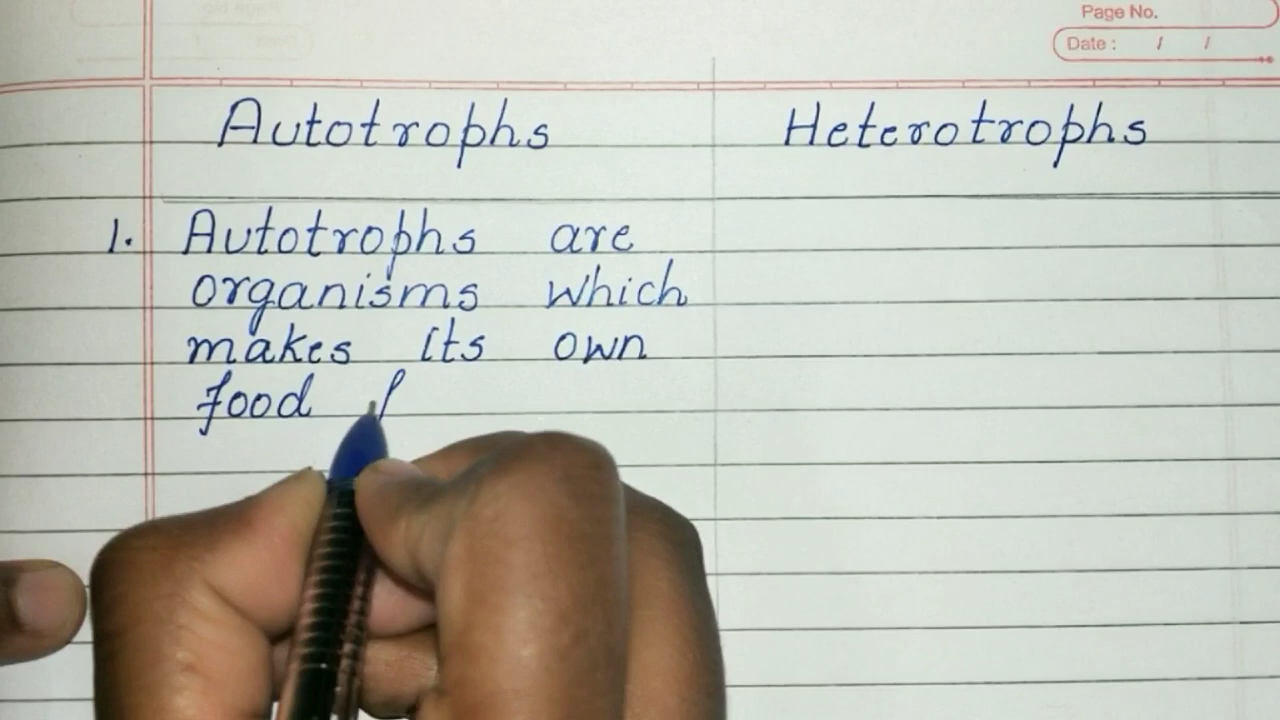 Page No.
Date : / /
Autotrophs Heterotrophs
1. Autotrophs are
organisms which
makes its own
food